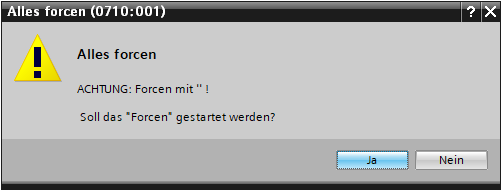 Alles forcen (0710:001)
Alles forcen
ACHTUNG: Forcen mit '' !
Soll das "Forcen" gestartet werden?
Ja Nein